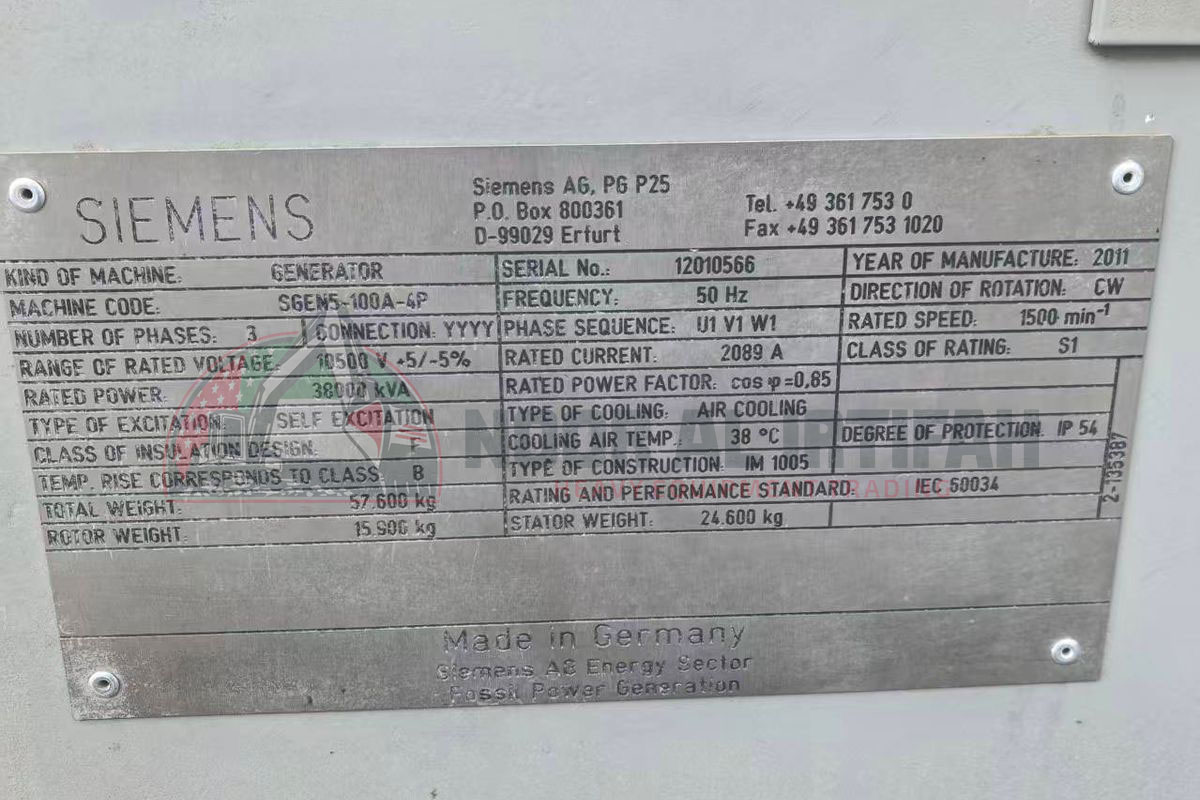 SIEMENS
Siemens AG, PG P25
P.O. Box 800361
D-99029 Erfurt
Tel. +49 361 753 0
Fax +49 361 753 1020
KIND OF MACHINE: GENERATOR SERIAL No.: 12010566 YEAR OF MANUFACTURE: 2011
MACHINE CODE: SGEN5-100A-4P FREQUENCY: 50 Hz DIRECTION OF ROTATION: CW
NUMBER OF PHASES: 3 CONNECTION: YYYY PHASE SEQUENCE: U1 V1 W1 RATED SPEED: 1500 min⁻¹
RANGE OF RATED VOLTAGE: 10500 V +5/-5% RATED CURRENT: 2089 A CLASS OF RATING: S1
RATED POWER: 38000 kVA RATED POWER FACTOR: cos φ=0,85
TYPE OF EXCITATION: SELF EXCITATION TYPE OF COOLING: AIR COOLING
CLASS OF INSULATION DESIGN: F COOLING AIR TEMP.: 38 °C DEGREE OF PROTECTION: IP 54
TEMP. RISE CORRESPONDS TO CLASS: B TYPE OF CONSTRUCTION: IM 1005
TOTAL WEIGHT: 57.600 kg RATING AND PERFORMANCE STANDARD: IEC 60034
ROTOR WEIGHT: 15.900 kg STATOR WEIGHT: 24.600 kg
2-135387
Made in Germany
Siemens AG Energy Sector
Fossil Power Generation
HEAVY EQUIPMENT TRADING